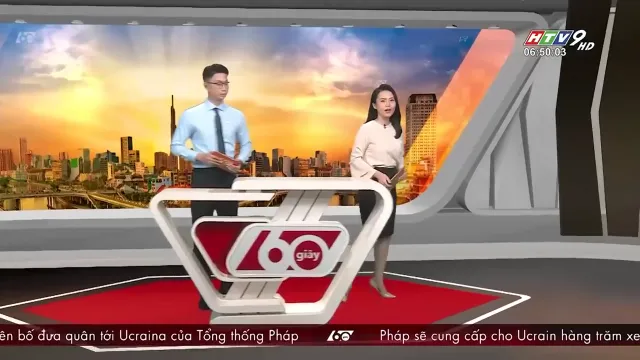 HTV9 HD
06:50:03
60 giây
ên bố đưa quân tới Ucraina của Tổng thống Pháp
60
Pháp sẽ cung cấp cho Ucrain hàng trăm xe